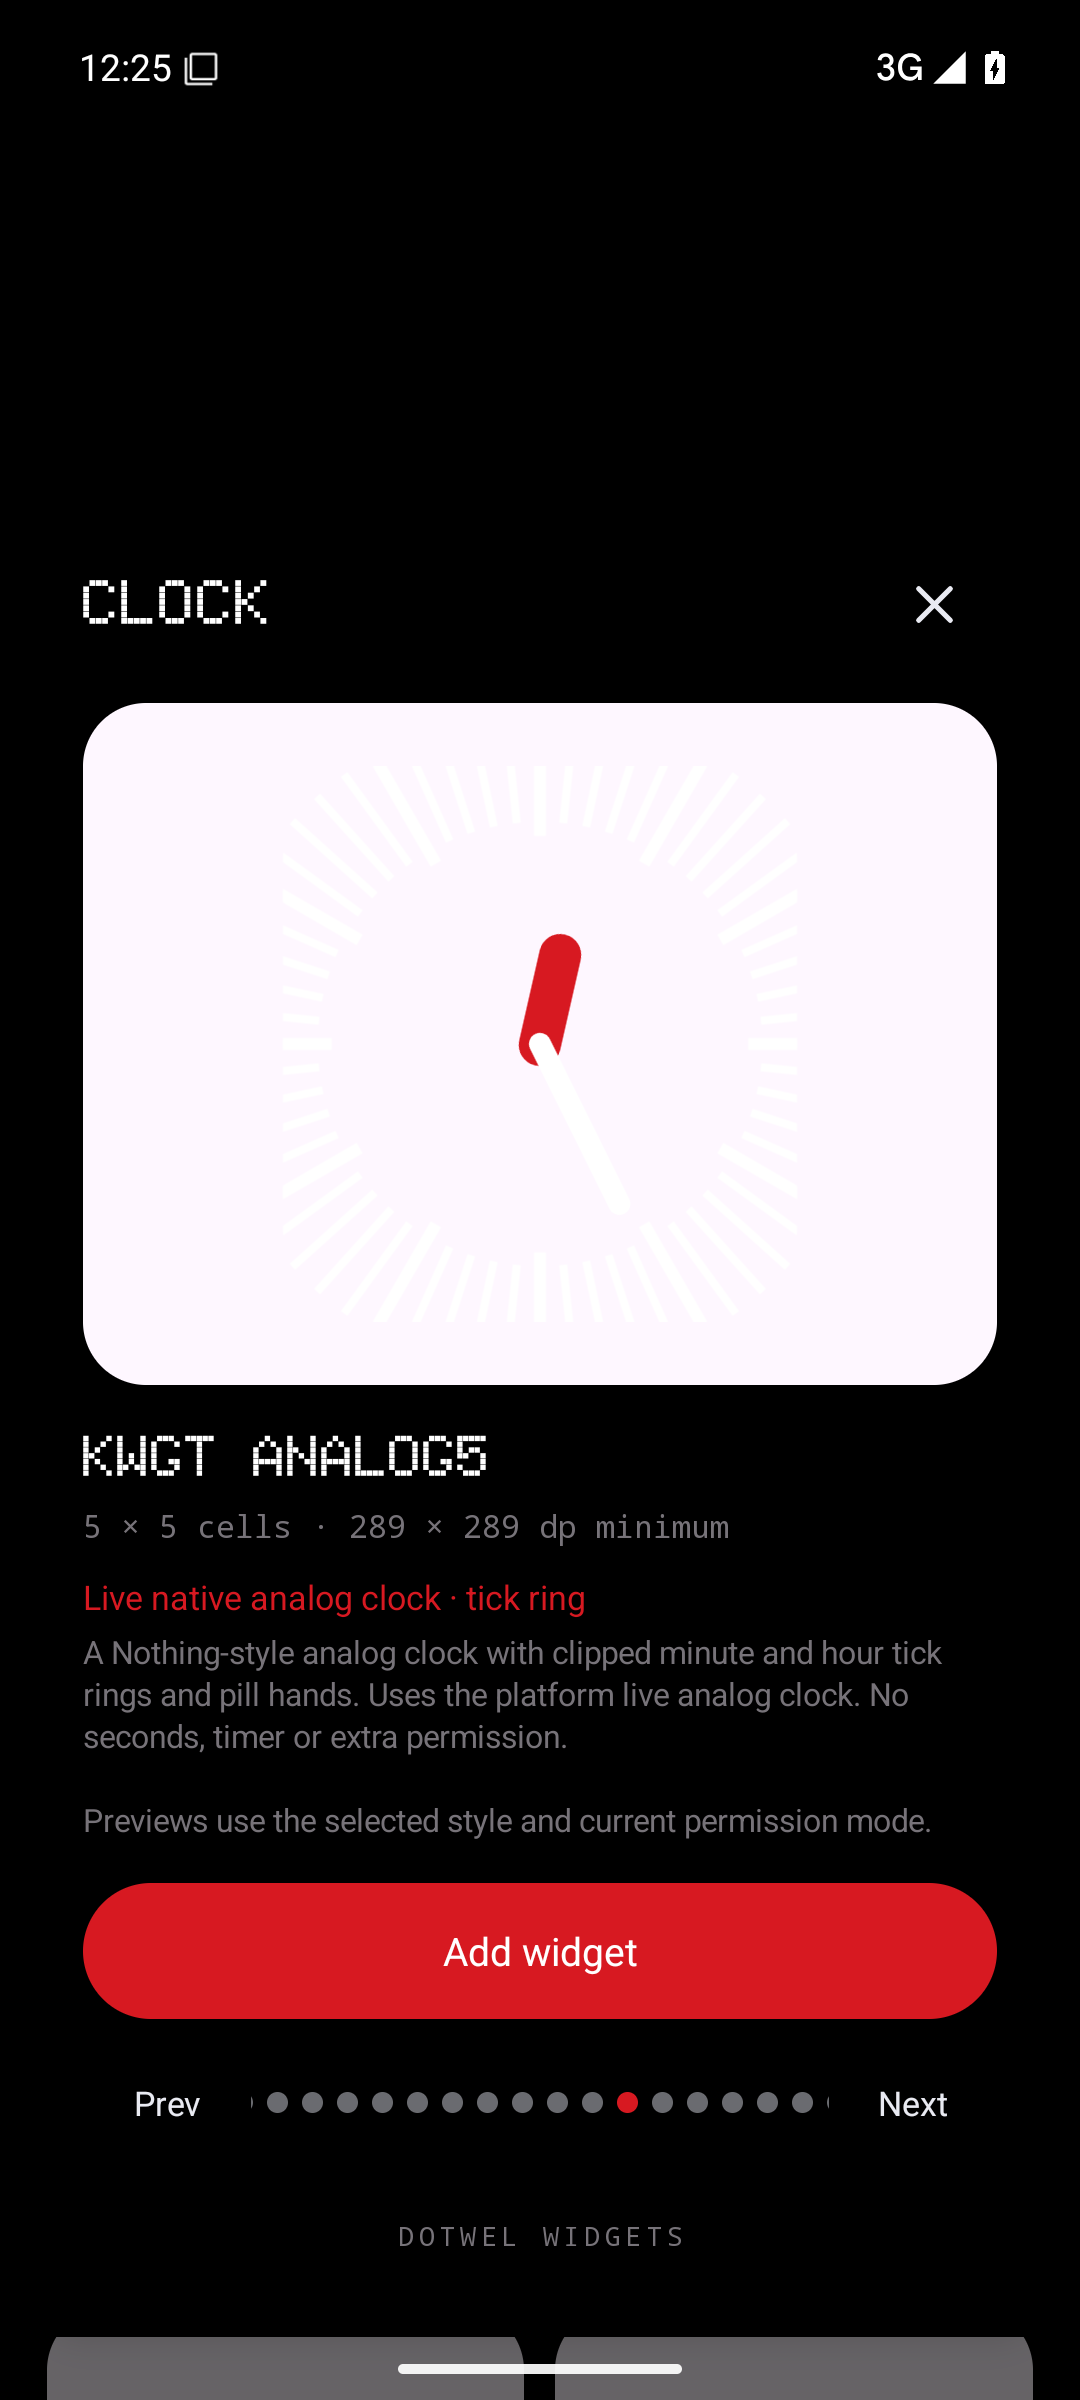 12:25
3G
CLOCK
KWGT ANALOG5
5 × 5 cells · 289 × 289 dp minimum
Live native analog clock · tick ring
A Nothing-style analog clock with clipped minute and hour tick
rings and pill hands. Uses the platform live analog clock. No
seconds, timer or extra permission.
Previews use the selected style and current permission mode.
Add widget
Prev
Next
DOTWEL WIDGETS